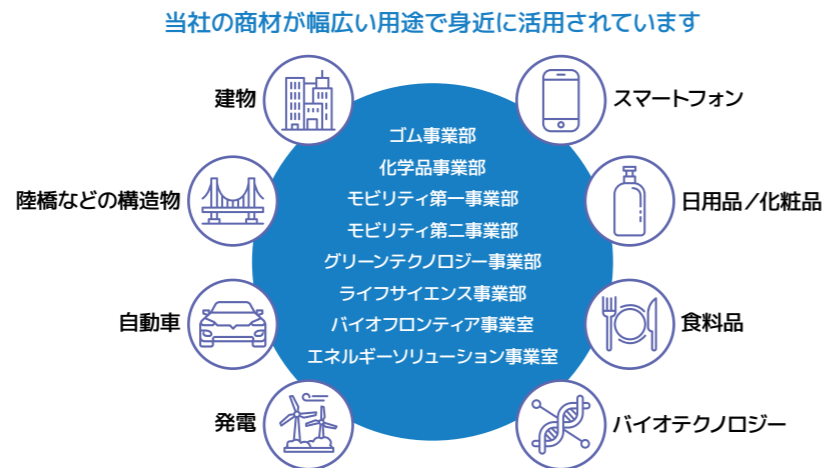 当社の商材が幅広い用途で身近に活用されています
建物
スマートフォン
ゴム事業部
化学品事業部
モビリティ第一事業部
モビリティ第二事業部
グリーンテクノロジー事業部
ライフサイエンス事業部
バイオフロンティア事業室
エネルギーソリューション事業室
陸橋などの構造物
日用品/化粧品
自動車
食料品
発電
バイオテクノロジー